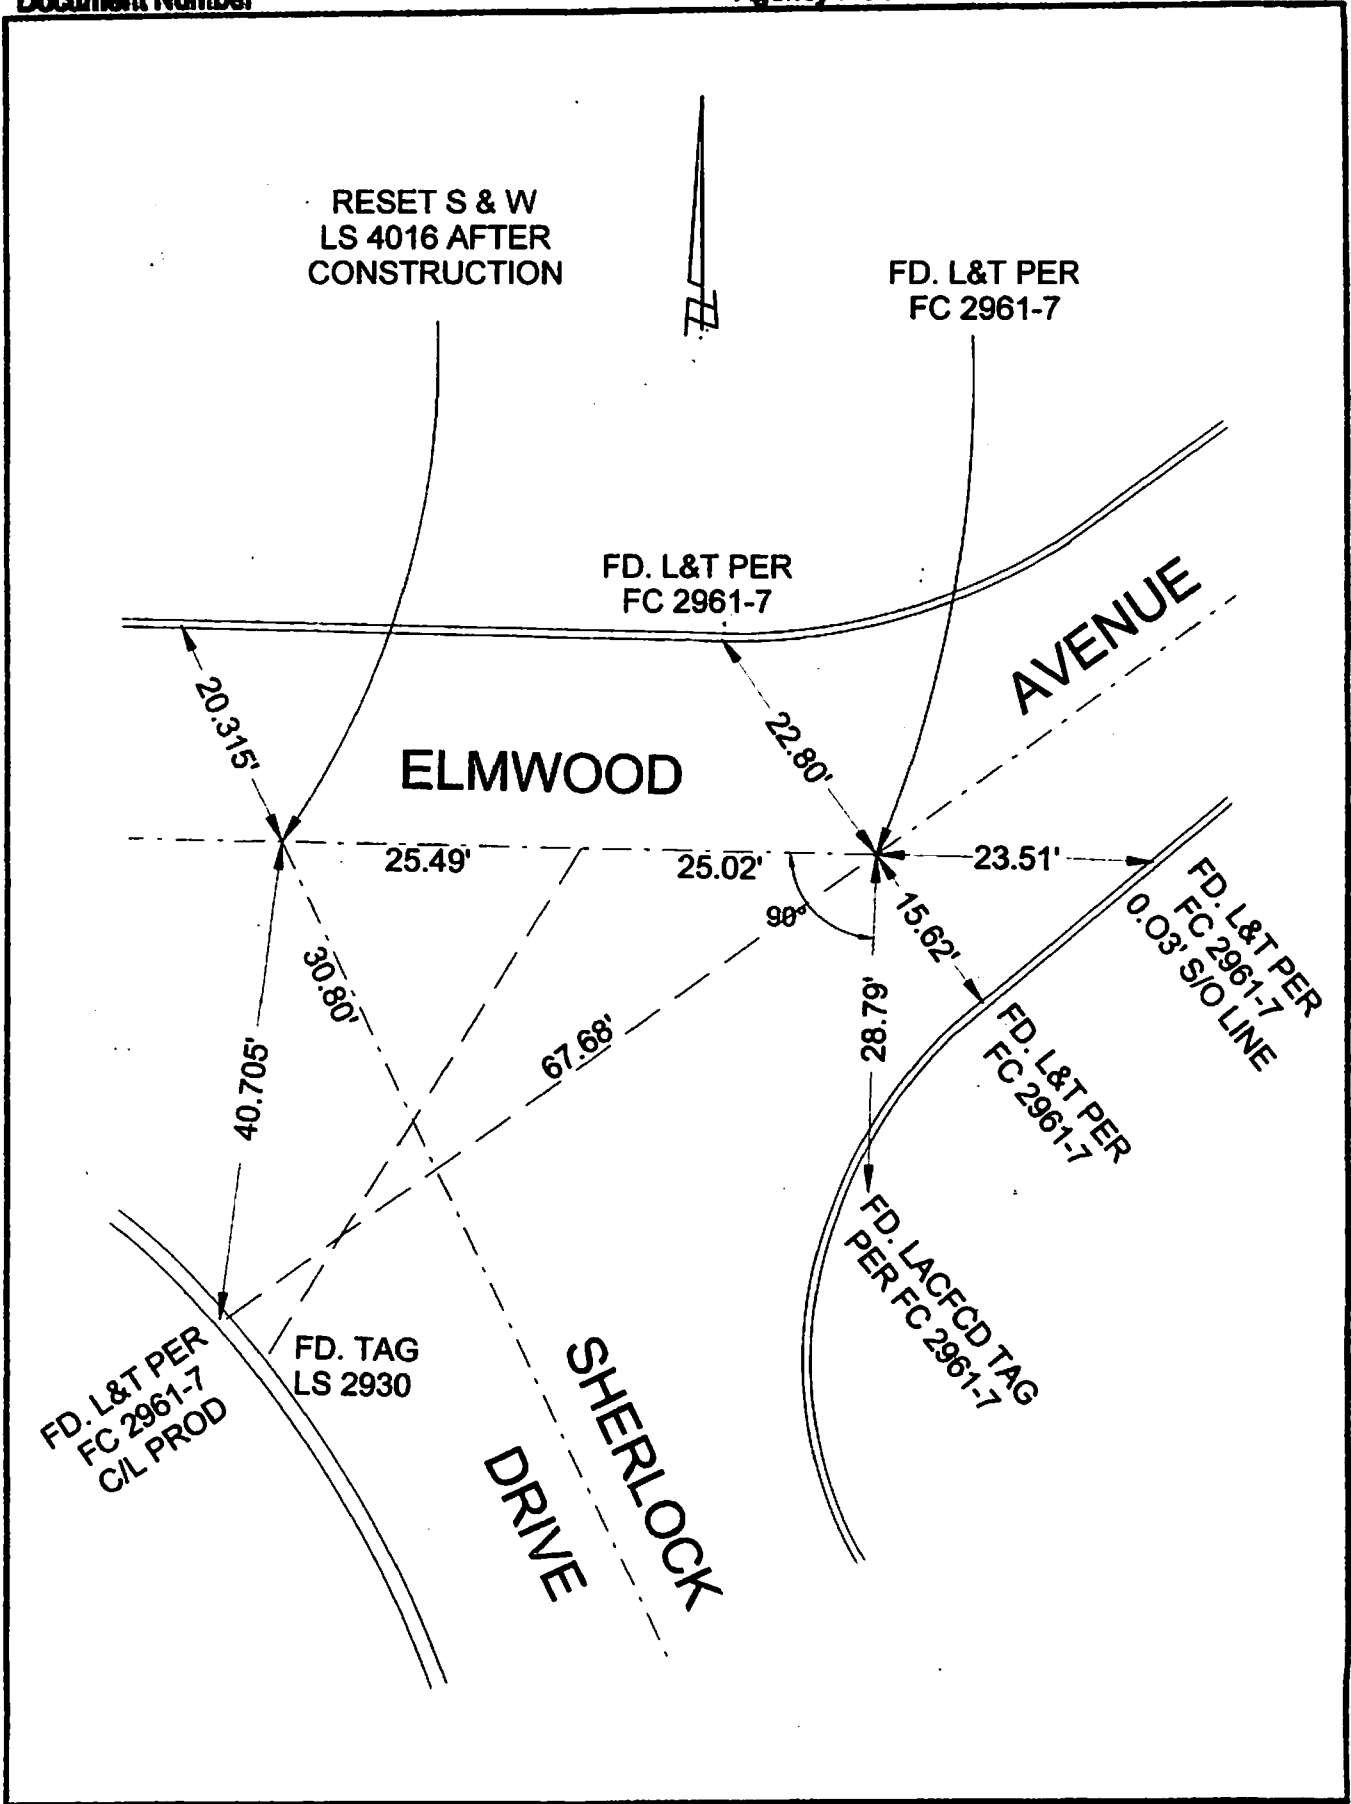 Document Number
RESET S & W
LS 4016 AFTER
CONSTRUCTION
FD. L&T PER
FC 2961-7
FD. L&T PER
FC 2961-7
AVENUE
20.315'
22.80'
ELMWOOD
25.49'
25.02'
23.51'
90°
15.62'
FD. L&T PER
FC 2961-7
0.O3' S/O LINE
30.80'
28.79'
67.68'
40.705'
FD. L&T PER
FC 2961-7
FD. LACFCD TAG
PER FC 2961-7
FD. L&T PER
FC 2961-7
C/L PROD
FD. TAG
LS 2930
SHERLOCK
DRIVE